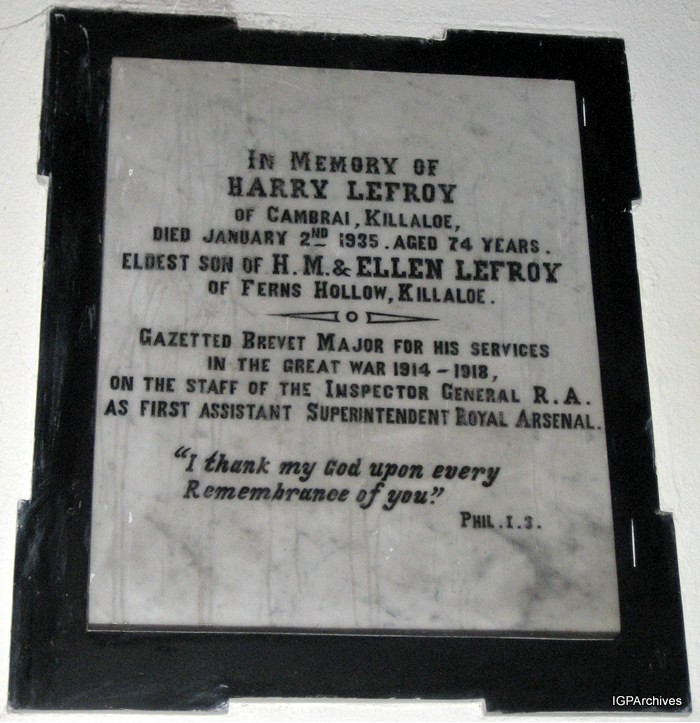 In Memory of
HARRY LEFROY
of Cambrai, Killaloe,
died January 2ND 1935. aged 74 years.
eldest son of H. M. & ELLEN LEFROY
of Ferns Hollow, Killaloe.
Gazetted Brevet Major for his services
in the great war 1914 – 1918,
on the staff of the Inspector General R.A.
as first assistant Superintendent Royal Arsenal.
"I thank my God upon every
Remembrance of you."
Phil. I. 3.
IGPArchives